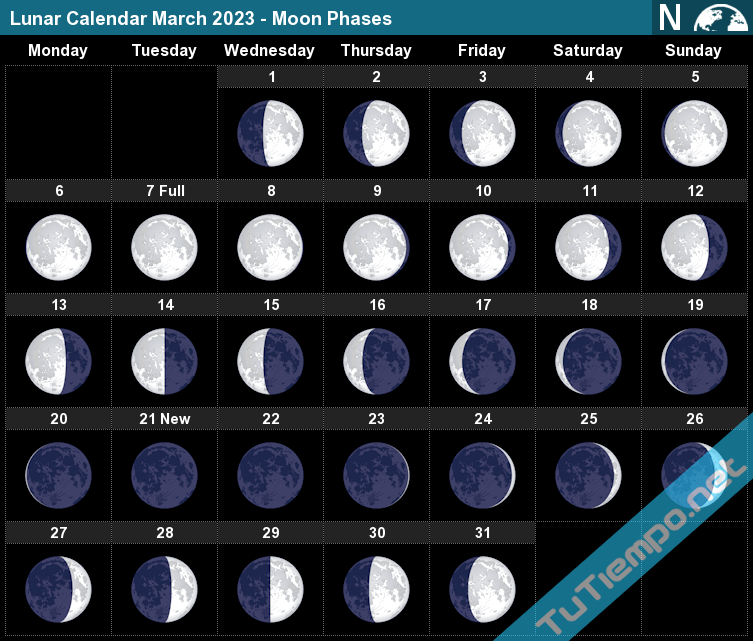 Lunar Calendar March 2023 - Moon Phases
N
Monday Tuesday Wednesday Thursday Friday Saturday Sunday
1 2 3 4 5
6 7 Full 8 9 10 11 12
13 14 15 16 17 18 19
20 21 New 22 23 24 25 26
27 28 29 30 31
TuTiempo.net